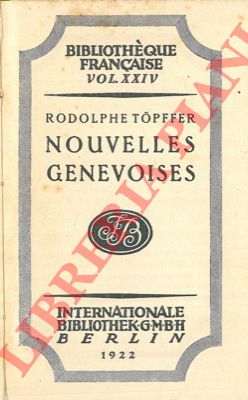 BIBLIOTHÈQUE
FRANÇAISE
VOL. XXIV
RODOLPHE TÖPFFER
NOUVELLES
GENEVOISES
JB
INTERNATIONALE
BIBLIOTHEK·G·M·B·H
BERLIN
1922
LIBRERIA PIANI